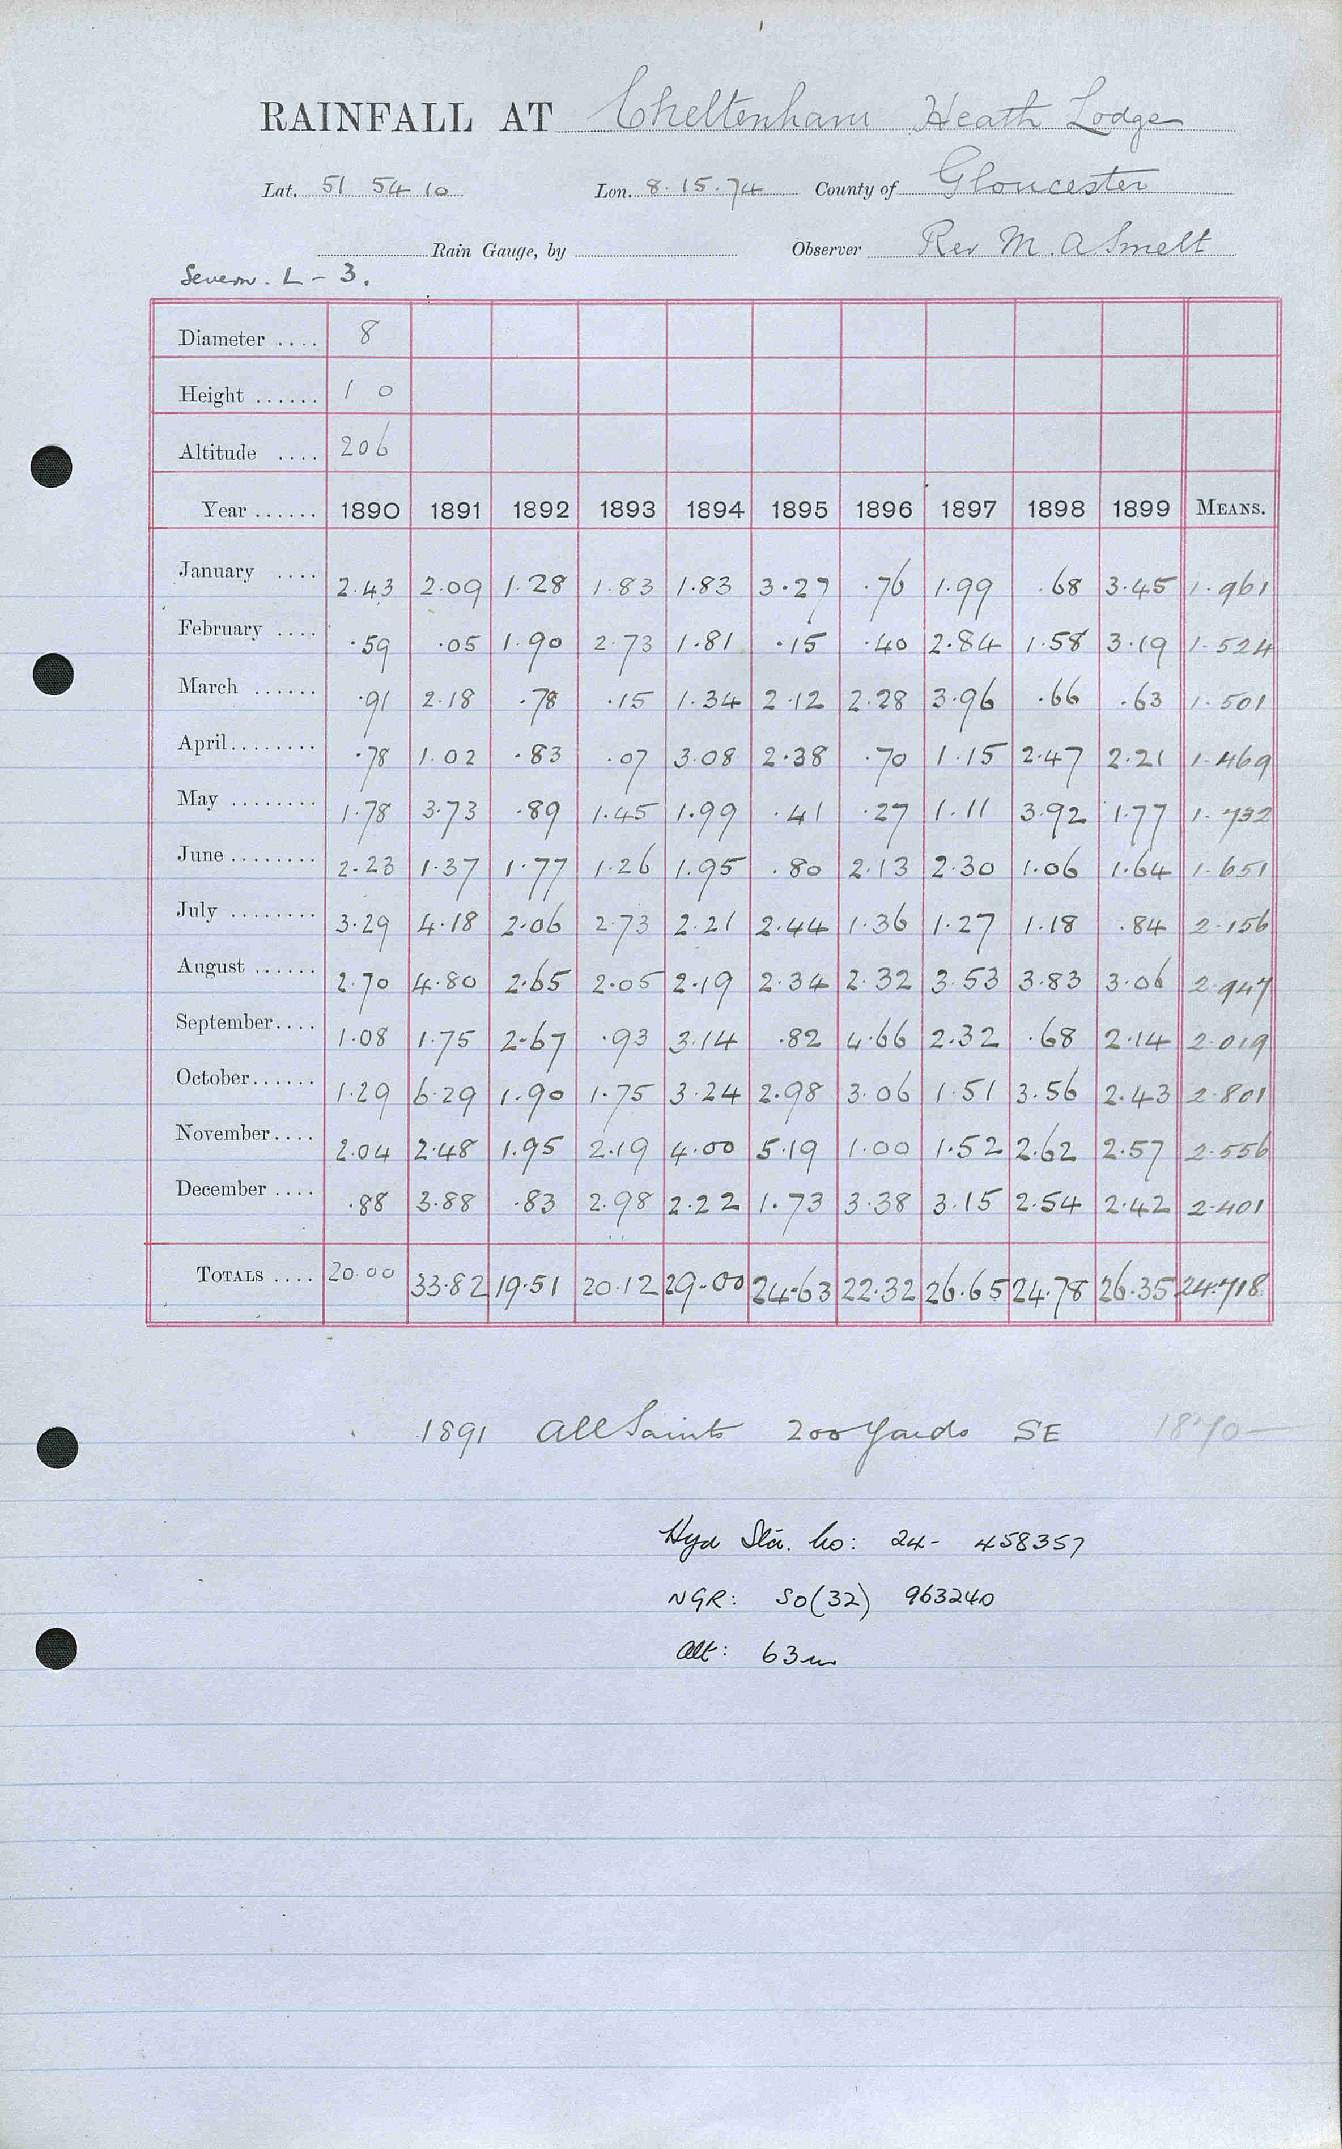 RAINFALL AT Cheltenham Heath Lodge
Lat. 51 54 10 Lon. 8.15.74 County of Gloucester
Rain Gauge, by Observer Rev M. A Smelt
Severn. L - 3.
Diameter .... 8
Height ...... 1 0
Altitude .... 206
Year ...... 1890 1891 1892 1893 1894 1895 1896 1897 1898 1899 MEANS.
January .... 2.43 2.09 1.28 1.83 1.83 3.27 .76 1.99 .68 3.45 1.961
February .... .59 .05 1.90 2.73 1.81 .15 .40 2.84 1.58 3.19 1.524
March ...... .91 2.18 .78 .15 1.34 2.12 2.28 3.96 .66 .63 1.501
April........ .78 1.02 .83 .07 3.08 2.38 .70 1.15 2.47 2.21 1.469
May ........ 1.78 3.73 .89 1.45 1.99 .41 .27 1.11 3.92 1.77 1.732
June ........ 2.23 1.37 1.77 1.26 1.95 .80 2.13 2.30 1.06 1.64 1.651
July ........ 3.29 4.18 2.06 2.73 2.21 2.44 1.36 1.27 1.18 .84 2.156
August ...... 2.70 4.80 2.65 2.05 2.19 2.34 2.32 3.53 3.83 3.06 2.947
September.... 1.08 1.75 2.67 .93 3.14 .82 4.66 2.32 .68 2.14 2.019
October...... 1.29 6.29 1.90 1.75 3.24 2.98 3.06 1.51 3.56 2.43 2.801
November.... 2.04 2.48 1.95 2.19 4.00 5.19 1.00 1.52 2.62 2.57 2.556
December .... .88 3.88 .83 2.98 2.22 1.73 3.38 3.15 2.54 2.42 2.401
TOTALS .... 20.00 33.82 19.51 20.12 29.00 24.63 22.32 26.65 24.78 26.35 24.718
1891 All Saints 200 Yards SE 1870-
Hyd Sta. No: 24- 458357
NGR: SO(32) 963240
Alt: 63m